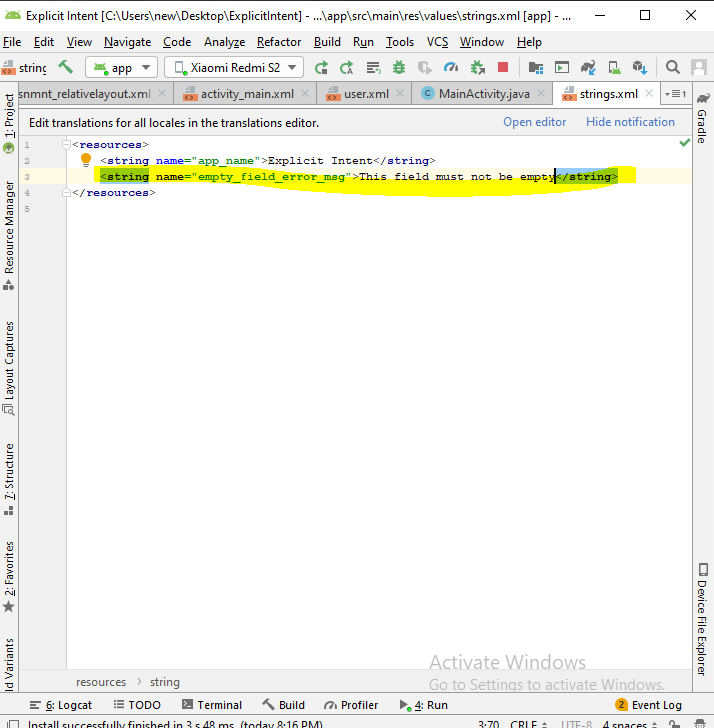 Explicit Intent [C:\Users\new\Desktop\ExplicitIntent] - ...\app\src\main\res\values\strings.xml [app] - ...
File Edit View Navigate Code Analyze Refactor Build Run Tools VCS Window Help
string app Xiaomi Redmi S2
snmnt_relativelayout.xml activity_main.xml user.xml MainActivity.java strings.xml 1
Edit translations for all locales in the translations editor. Open editor Hide notification
1 <resources>
2 <string name="app_name">Explicit Intent</string>
3 <string name="empty_field_error_msg">This field must not be empty</string>
4 </resources>
5
1: Project
Resource Manager
Layout Captures
7: Structure
2: Favorites
ld Variants
Gradle
Device File Explorer
Activate Windows
Go to Settings to activate Windows.
resources string
6: Logcat TODO Terminal Build Profiler 4: Run 2 Event Log
Install successfully finished in 3 s 48 ms. (today 8:16 PM) 3:70 CRLF UTF-8 4 spaces